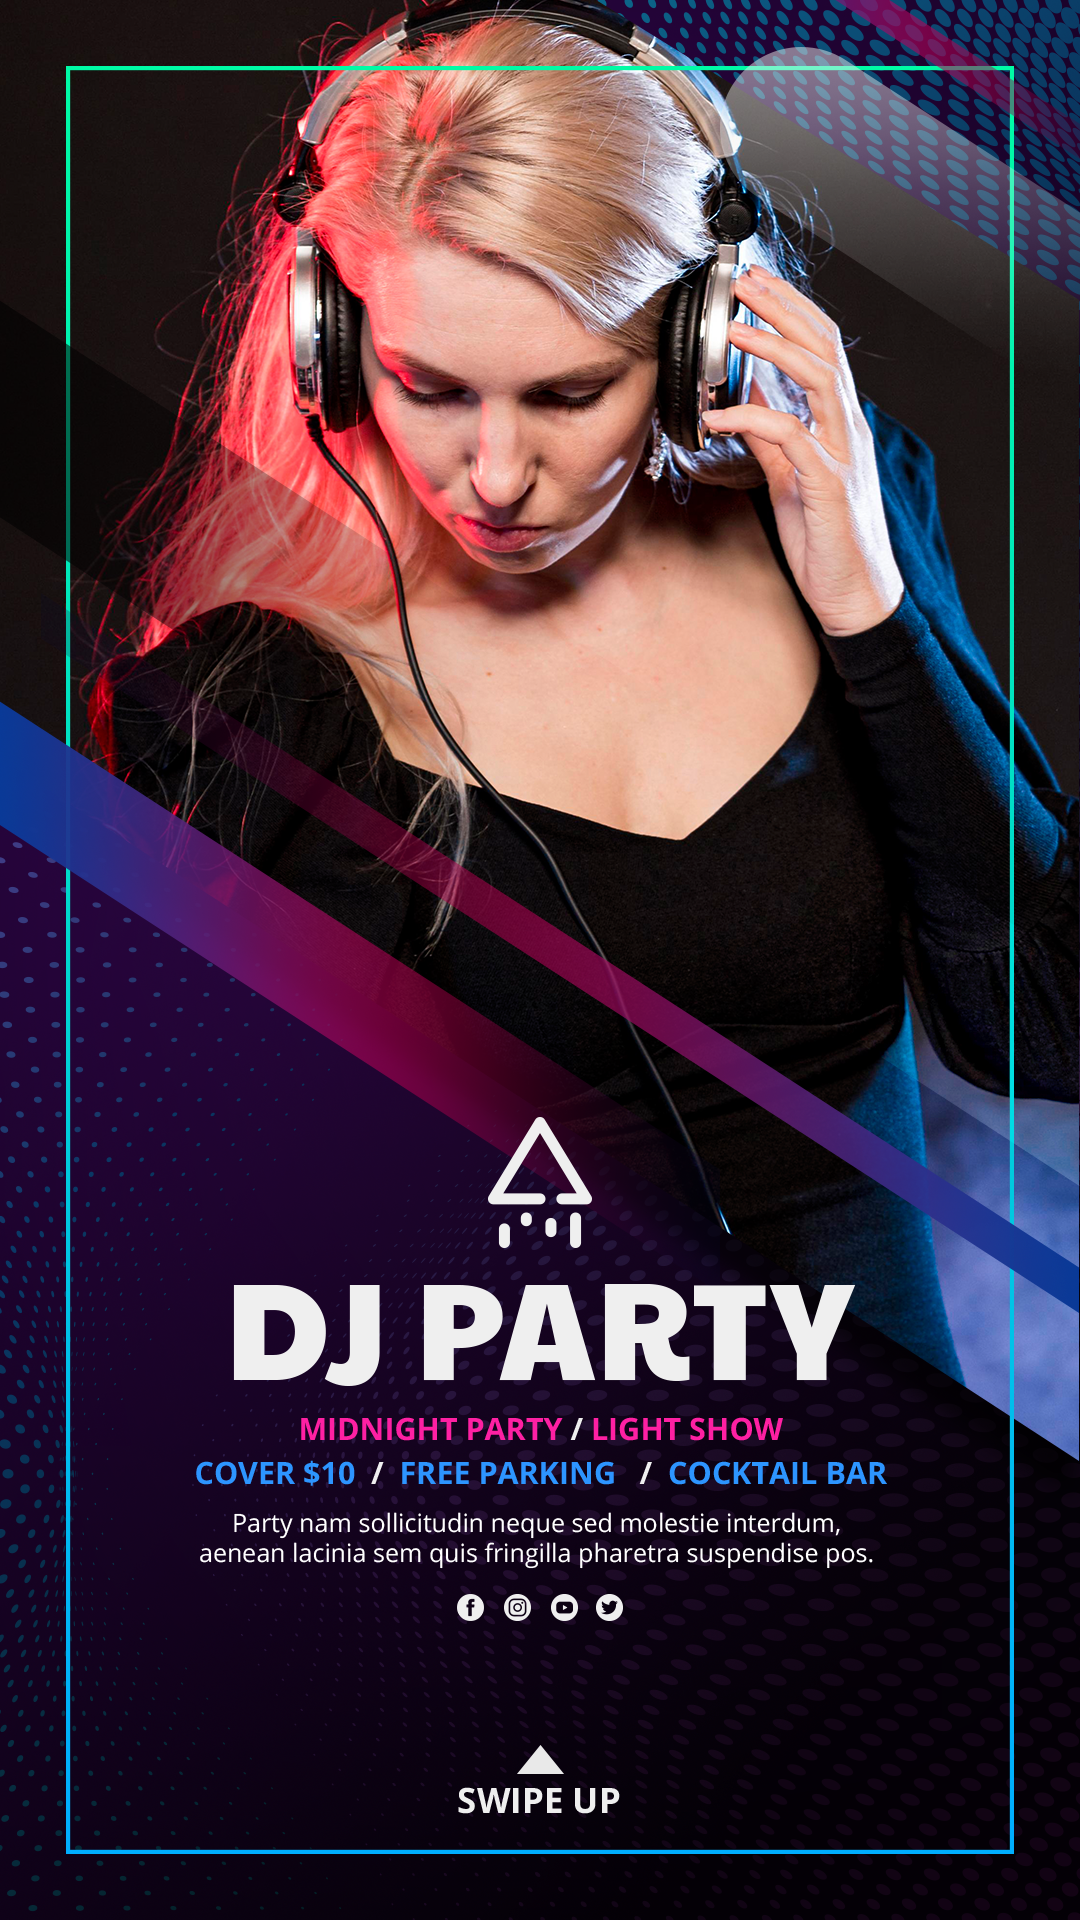 DJ PARTY
MIDNIGHT PARTY / LIGHT SHOW
COVER $10 / FREE PARKING / COCKTAIL BAR
Party nam sollicitudin neque sed molestie interdum,
aenean lacinia sem quis fringilla pharetra suspendise pos.
SWIPE UP